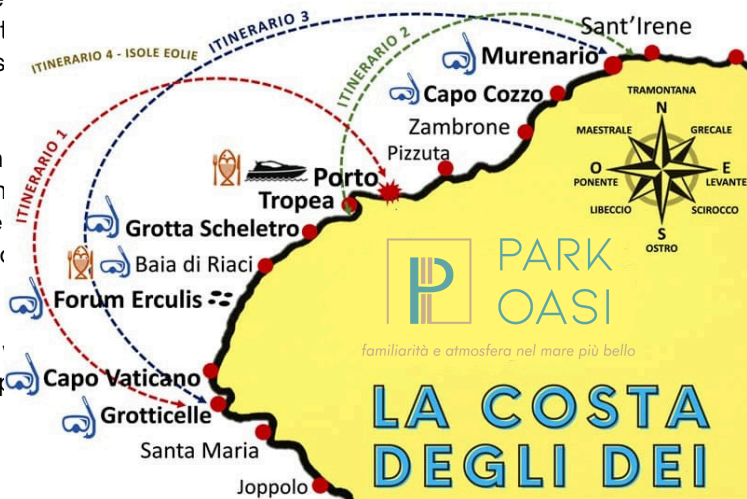 Sant'Irene
ITINERARIO 3
ITINERARIO 2
Murenario
ITINERARIO 4 - ISOLE EOLIE
Capo Cozzo
TRAMONTANA
N
Zambrone
MAESTRALE
GRECALE
ITINERARIO 1
Pizzuta
O
E
Porto
PONENTE
LEVANTE
Tropea
LIBECCIO
SCIROCCO
Grotta Scheletro
S
OSTRO
Baia di Riaci
PARK
OASI
Forum Erculis
familiarità e atmosfera nel mare più bello
Capo Vaticano
Grotticelle
LA COSTA
DEGLI DEI
Santa Maria
Joppolo